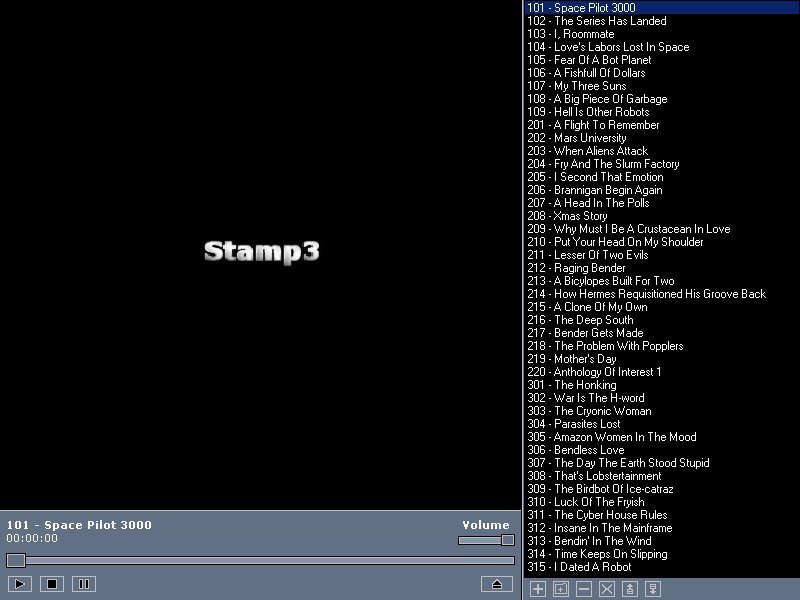 Stamp3
101 - Space Pilot 3000
00:00:00
Volume
101 - Space Pilot 3000
102 - The Series Has Landed
103 - I, Roommate
104 - Love's Labors Lost In Space
105 - Fear Of A Bot Planet
106 - A Fishfull Of Dollars
107 - My Three Suns
108 - A Big Piece Of Garbage
109 - Hell Is Other Robots
201 - A Flight To Remember
202 - Mars University
203 - When Aliens Attack
204 - Fry And The Slurm Factory
205 - I Second That Emotion
206 - Brannigan Begin Again
207 - A Head In The Polls
208 - Xmas Story
209 - Why Must I Be A Crustacean In Love
210 - Put Your Head On My Shoulder
211 - Lesser Of Two Evils
212 - Raging Bender
213 - A Bicylopes Built For Two
214 - How Hermes Requisitioned His Groove Back
215 - A Clone Of My Own
216 - The Deep South
217 - Bender Gets Made
218 - The Problem With Popplers
219 - Mother's Day
220 - Anthology Of Interest 1
301 - The Honking
302 - War Is The H-word
303 - The Cryonic Woman
304 - Parasites Lost
305 - Amazon Women In The Mood
306 - Bendless Love
307 - The Day The Earth Stood Stupid
308 - That's Lobstertainment
309 - The Birdbot Of Ice-catraz
310 - Luck Of The Fryish
311 - The Cyber House Rules
312 - Insane In The Mainframe
313 - Bendin' In The Wind
314 - Time Keeps On Slipping
315 - I Dated A Robot